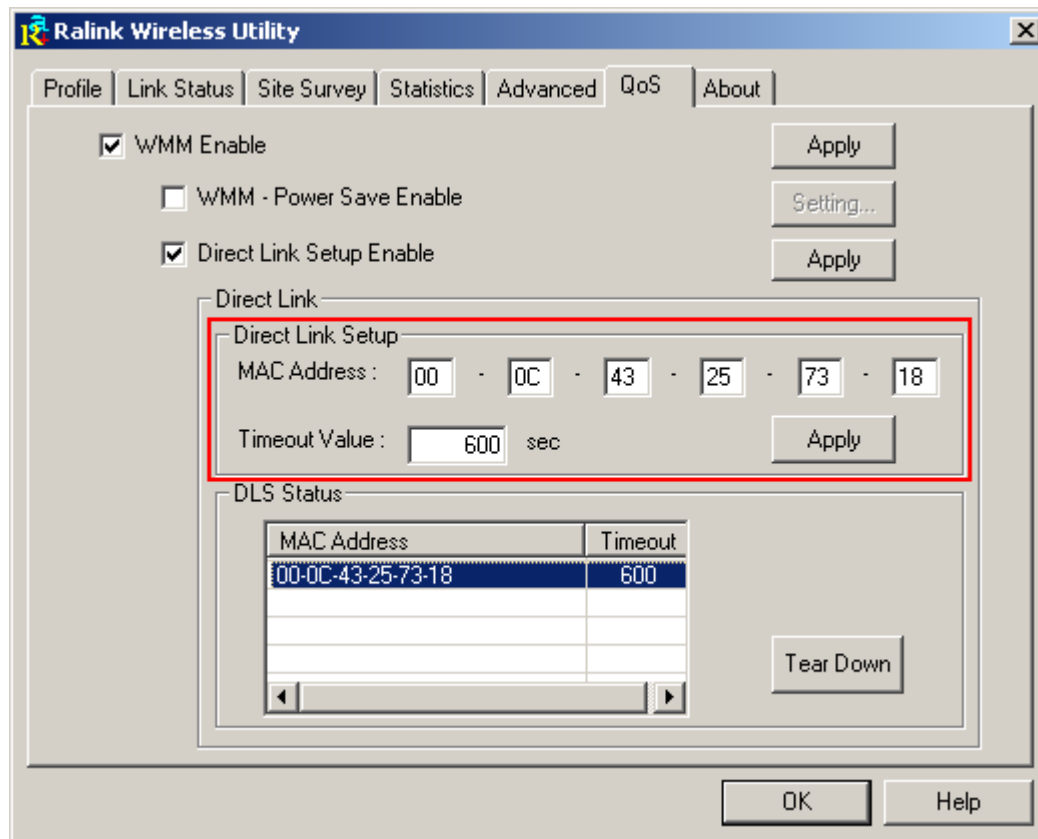 Ralink Wireless Utility
Profile Link Status Site Survey Statistics Advanced QoS About
WMM Enable Apply
WMM - Power Save Enable Setting...
Direct Link Setup Enable Apply
Direct Link
Direct Link Setup
MAC Address : 00 - 0C - 43 - 25 - 73 - 18
Timeout Value : 600 sec Apply
DLS Status
MAC Address Timeout
00-0C-43-25-73-18 600
Tear Down
OK Help